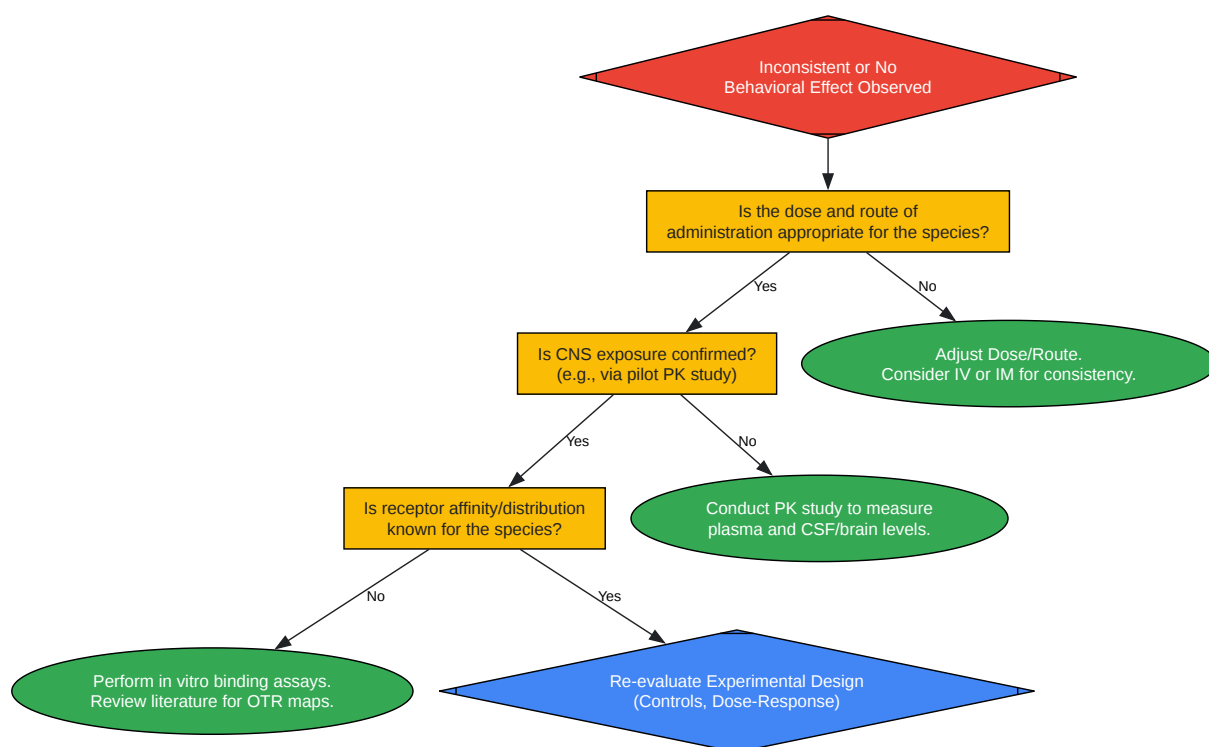 Inconsistent or No
Behavioral Effect Observed
Is the dose and route of
administration appropriate for the species?
Yes
No
Is CNS exposure confirmed?
(e.g., via pilot PK study)
Adjust Dose/Route.
Consider IV or IM for consistency.
Yes
No
Is receptor affinity/distribution
known for the species?
Conduct PK study to measure
plasma and CSF/brain levels.
No
Yes
Perform in vitro binding assays.
Review literature for OTR maps.
Re-evaluate Experimental Design
(Controls, Dose-Response)